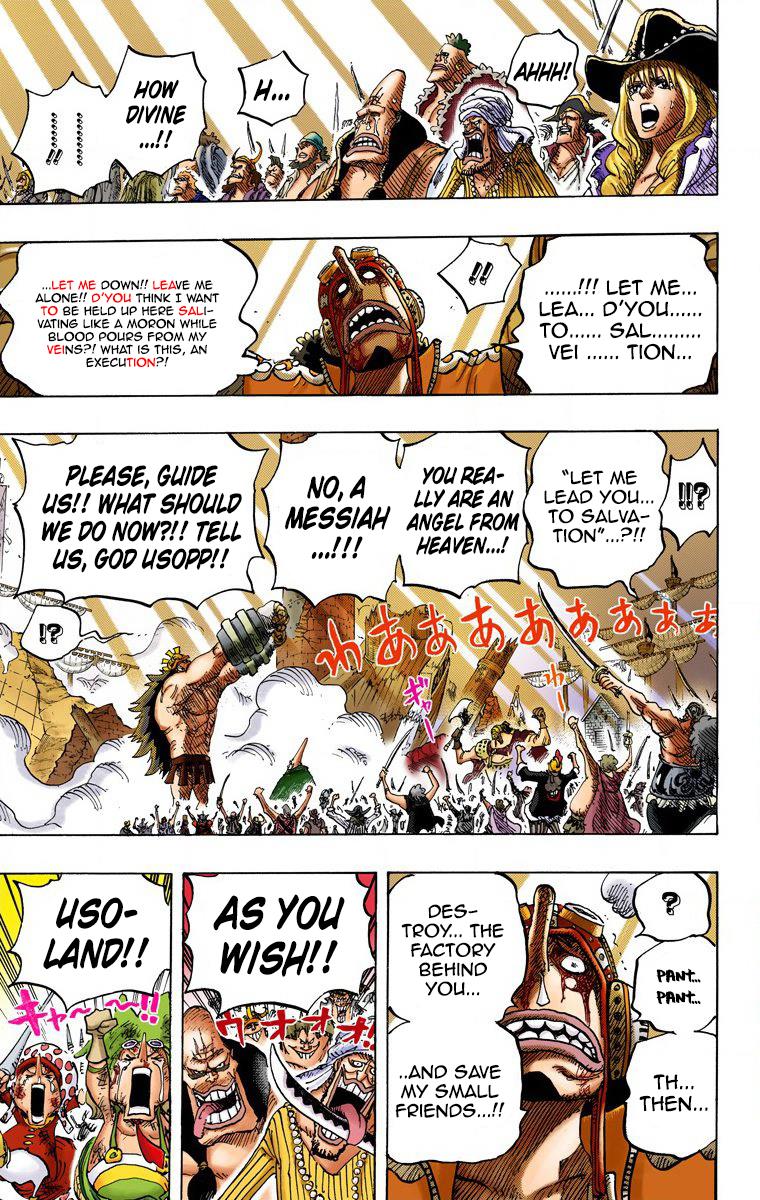 AHHH!
H...
HOW
DIVINE
...!!
......!!
......!!! LET ME...
LEA... D'YOU......
TO...... SAL.........
VEI ...... TION...
!!
...LET ME DOWN!! LEAVE ME
ALONE!! D'YOU THINK I WANT
TO BE HELD UP HERE SALI-
VATING LIKE A MORON WHILE
BLOOD POURS FROM MY
VEINS?! WHAT IS THIS, AN
EXECUTION?!
!!?
"LET ME
LEAD YOU...
TO SALVA-
TION"...?!!
YOU REA-
LLY ARE AN
ANGEL FROM
HEAVEN...!
NO, A
MESSIAH
...!!!
PLEASE, GUIDE
US!! WHAT SHOULD
WE DO NOW?!! TELL
US, GOD USOPP!!
!?
わあああああああああ
わー
ギャー
?
PANT...
PANT...
TH...
THEN...
DES-
TROY... THE
FACTORY
BEHIND
YOU...
..AND SAVE
MY SMALL
FRIENDS...!!
AS YOU
WISH!!
ウオオオオ!
USO-
LAND!!
キャ〜〜〜!!